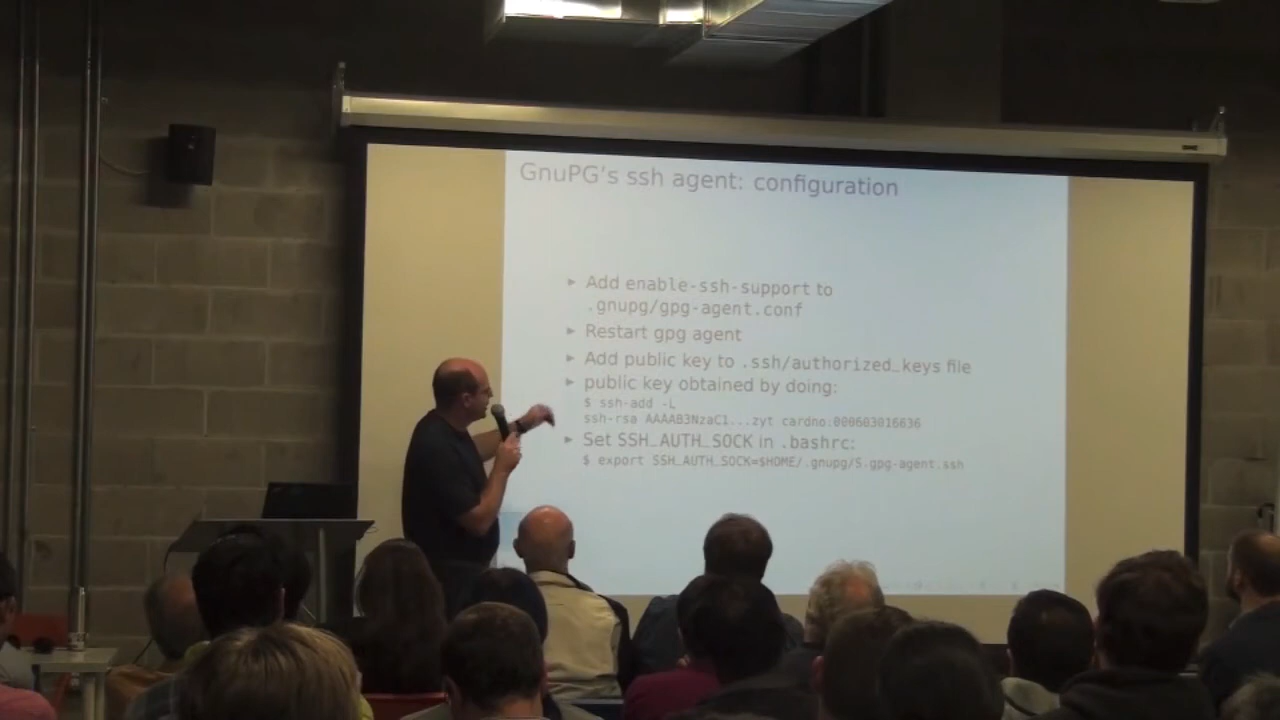 GnuPG's ssh agent: configuration
▸ Add enable-ssh-support to
.gnupg/gpg-agent.conf
▸ Restart gpg agent
▸ Add public key to .ssh/authorized_keys file
▸ public key obtained by doing:
$ ssh-add -L
ssh-rsa AAAAB3NzaC1...zyt cardno:000603016636
▸ Set SSH_AUTH_SOCK in .bashrc:
$ export SSH_AUTH_SOCK=$HOME/.gnupg/S.gpg-agent.ssh